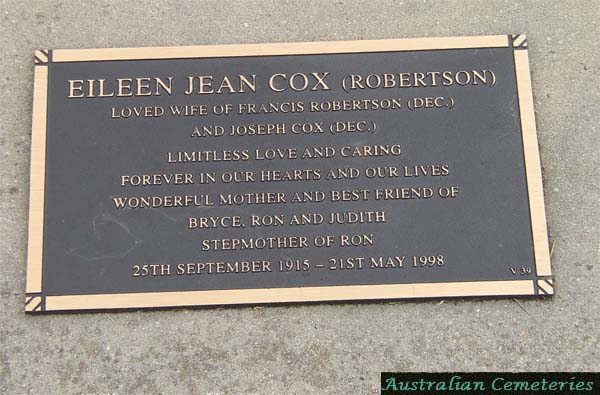 EILEEN JEAN COX (ROBERTSON)
LOVED WIFE OF FRANCIS ROBERTSON (DEC.)
AND JOSEPH COX (DEC.)
LIMITLESS LOVE AND CARING
FOREVER IN OUR HEARTS AND OUR LIVES
WONDERFUL MOTHER AND BEST FRIEND OF
BRYCE, RON AND JUDITH
STEPMOTHER OF RON
25TH SEPTEMBER 1915 – 21ST MAY 1998
V 39
Australian Cemeteries